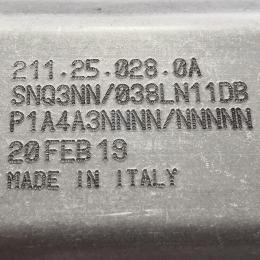 211.25.028.0A
SNQ3NN/038LN11DB
P1A4A3NNNN/NNNNN
20FEB19
MADE IN ITALY